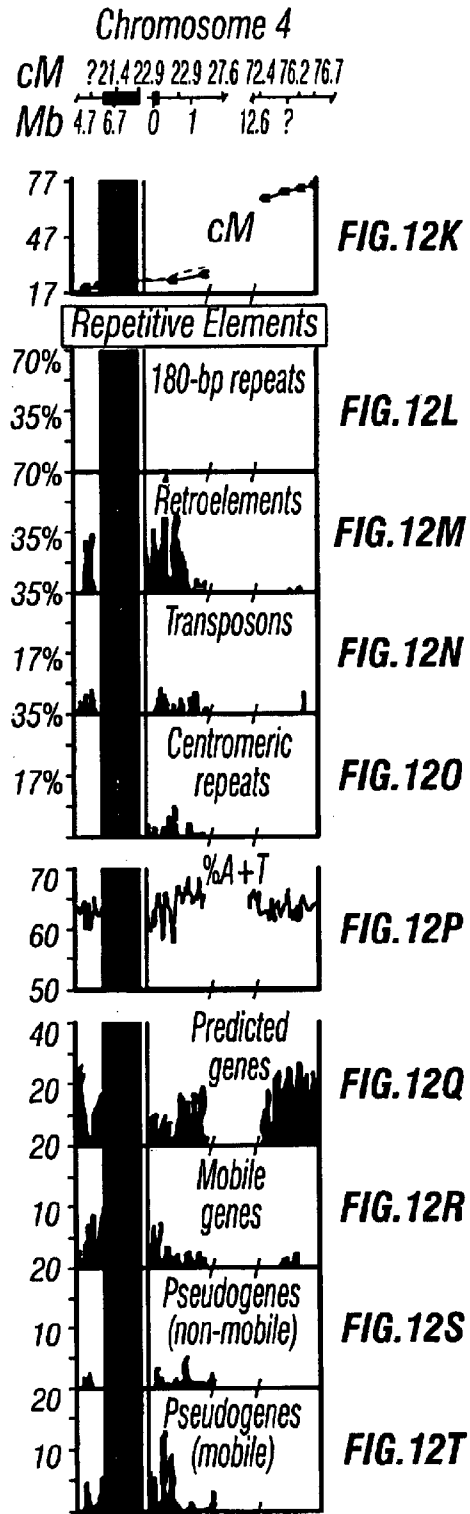 Chromosome 4
cM ?21.4 22.9 22.9 27.6 72.4 76.2 76.7
Mb 4.7 6.7 0 1 12.6 ?
77
47
17
cM
FIG.12K
Repetitive Elements
70%
35%
180-bp repeats
FIG.12L
70%
35%
Retroelements
FIG.12M
35%
17%
Transposons
FIG.12N
35%
17%
Centromeric
repeats
FIG.12O
70
60
50
%A+T
FIG.12P
40
20
Predicted
genes
FIG.12Q
20
10
Mobile
genes
FIG.12R
20
10
Pseudogenes
(non-mobile)
FIG.12S
20
10
Pseudogenes
(mobile)
FIG.12T